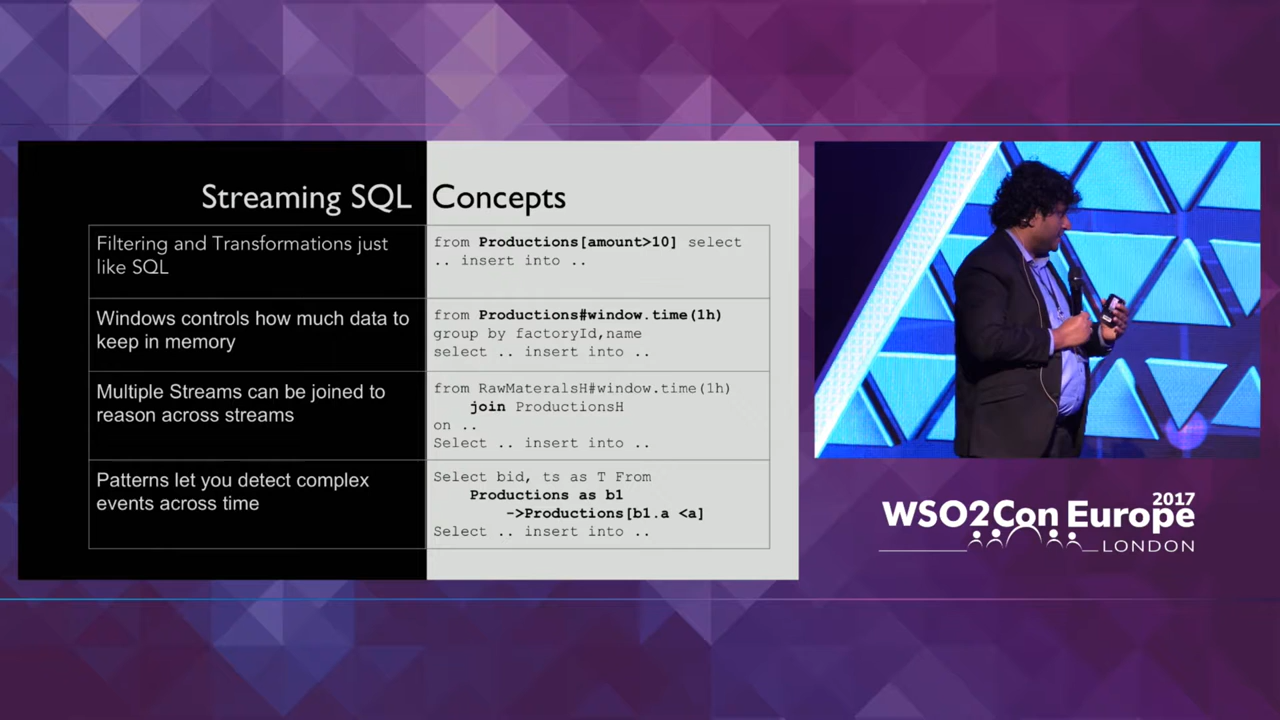 Streaming SQL Concepts
Filtering and Transformations just
like SQL
from Productions[amount>10] select
.. insert into ..
Windows controls how much data to
keep in memory
from Productions#window.time(1h)
group by factoryId,name
select .. insert into ..
Multiple Streams can be joined to
reason across streams
from RawMateralsH#window.time(1h)
join ProductionsH
on ..
Select .. insert into ..
Patterns let you detect complex
events across time
Select bid, ts as T From
Productions as b1
->Productions[b1.a <a]
Select .. insert into ..
2017
WSO2Con Europe
LONDON